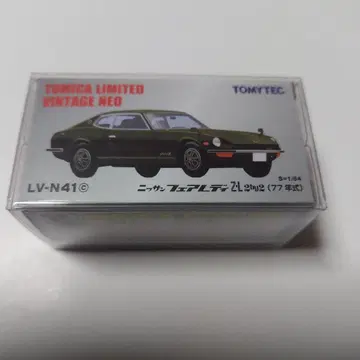 TOMICA LIMITED
VINTAGE NEO
TOMYTEC
S=1/64
LV-N41ⓒ
ニッサン フェアレディ Z-L 2by2 (77年式)